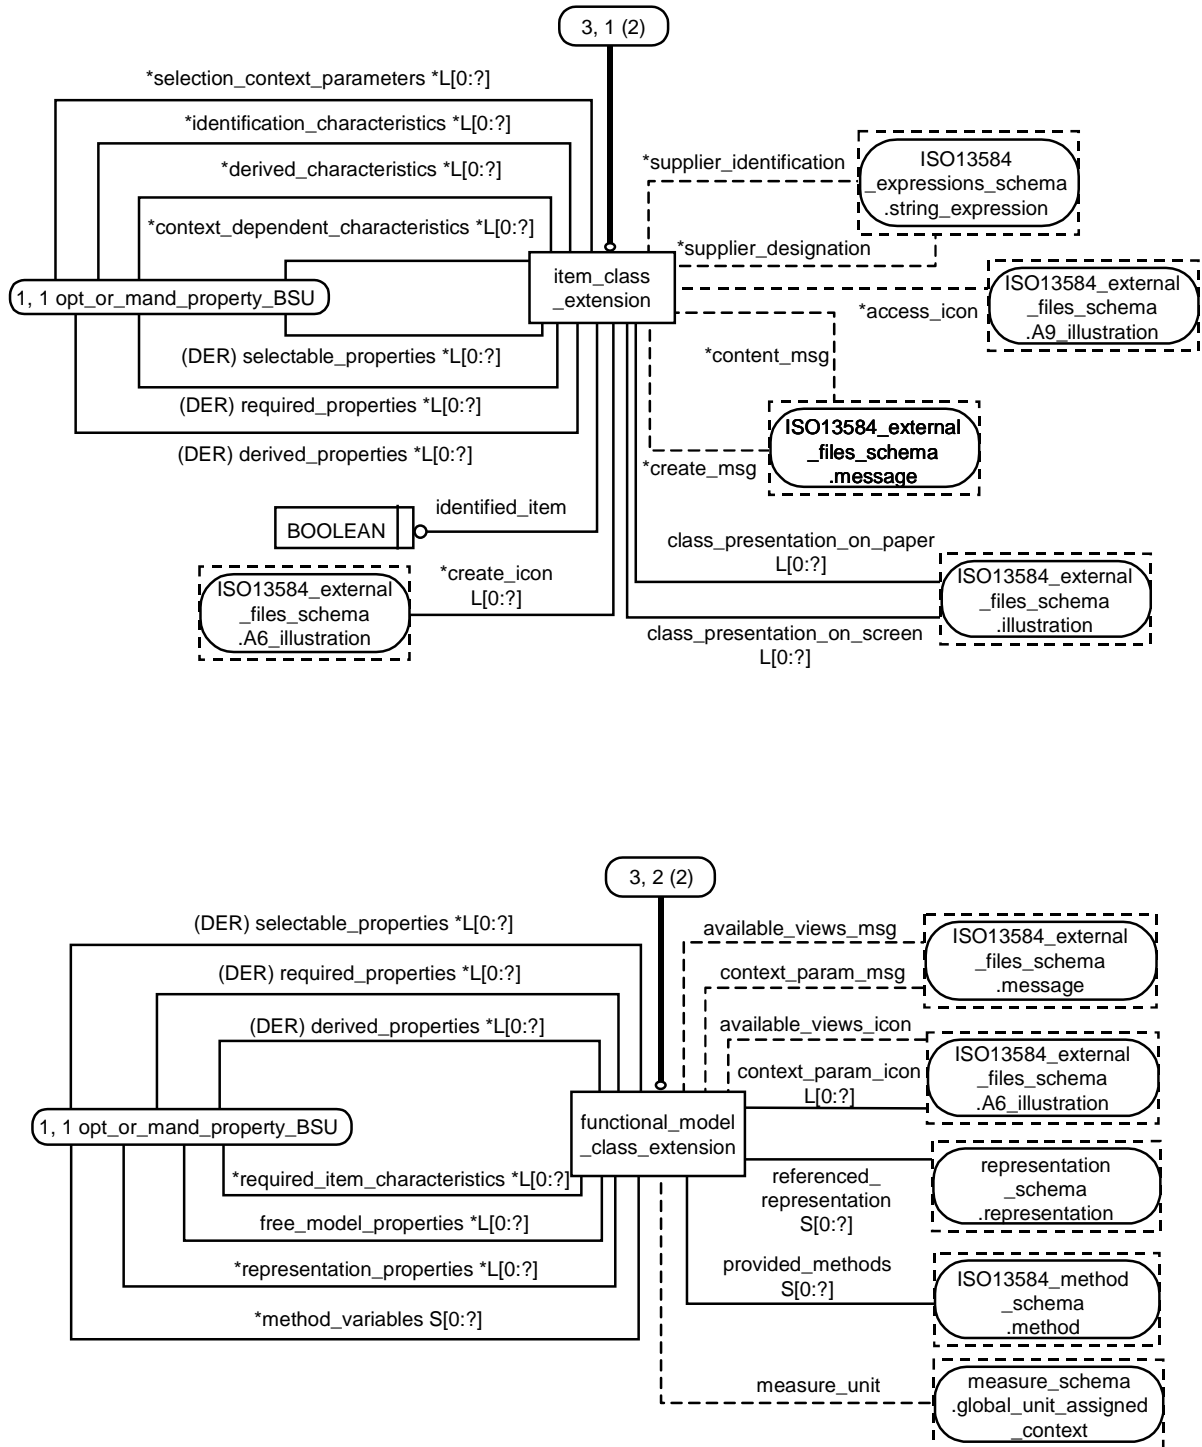 3, 1 (2)
*selection_context_parameters *L[0:?]
*identification_characteristics *L[0:?]
*derived_characteristics *L[0:?]
*context_dependent_characteristics *L[0:?]
1, 1 opt_or_mand_property_BSU
(DER) selectable_properties *L[0:?]
(DER) required_properties *L[0:?]
(DER) derived_properties *L[0:?]
item_class
_extension
*supplier_identification
*supplier_designation
ISO13584
_expressions_schema
.string_expression
*access_icon
ISO13584_external
_files_schema
.A9_illustration
*content_msg
*create_msg
ISO13584_external
_files_schema
.message
BOOLEAN
identified_item
*create_icon
L[0:?]
ISO13584_external
_files_schema
.A6_illustration
class_presentation_on_paper
L[0:?]
class_presentation_on_screen
L[0:?]
ISO13584_external
_files_schema
.illustration
3, 2 (2)
(DER) selectable_properties *L[0:?]
(DER) required_properties *L[0:?]
(DER) derived_properties *L[0:?]
1, 1 opt_or_mand_property_BSU
*required_item_characteristics *L[0:?]
free_model_properties *L[0:?]
*representation_properties *L[0:?]
*method_variables S[0:?]
functional_model
_class_extension
available_views_msg
context_param_msg
ISO13584_external
_files_schema
.message
available_views_icon
context_param_icon
L[0:?]
ISO13584_external
_files_schema
.A6_illustration
referenced_
representation
S[0:?]
representation
_schema
.representation
provided_methods
S[0:?]
ISO13584_method
_schema
.method
measure_unit
measure_schema
.global_unit_assigned
_context